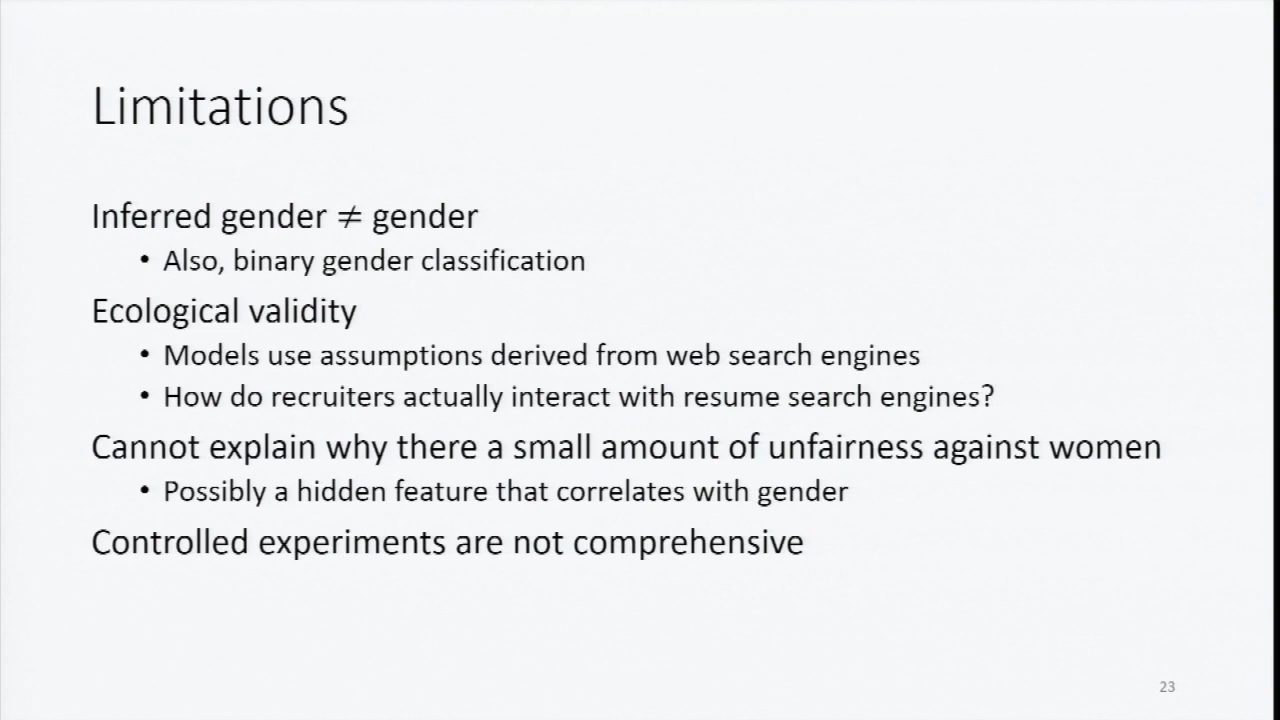 Limitations
Inferred gender ≠ gender
• Also, binary gender classification
Ecological validity
• Models use assumptions derived from web search engines
• How do recruiters actually interact with resume search engines?
Cannot explain why there a small amount of unfairness against women
• Possibly a hidden feature that correlates with gender
Controlled experiments are not comprehensive
23